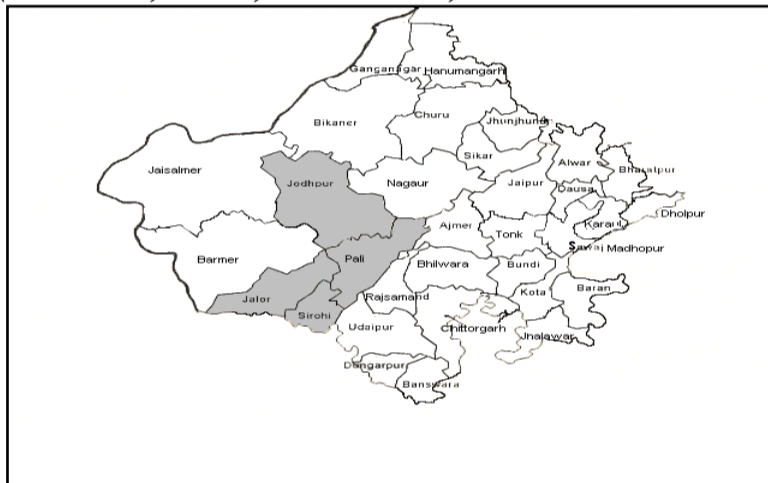 Ganganagar Hanumangarh
Bikaner
Churu
Jhunjhunu
Sikar
Alwar
Bharatpur
Jaisalmer
Jodhpur
Nagaur
Jaipur
Dausa
Dholpur
Ajmer
Tonk
Karauli
Sawai Madhopur
Barmer
Pali
Bhilwara
Bundi
Kota
Baran
Jalor
Sirohi
Rajsamand
Udaipur
Chittorgarh
Jhalawar
Dungarpur
Banswara